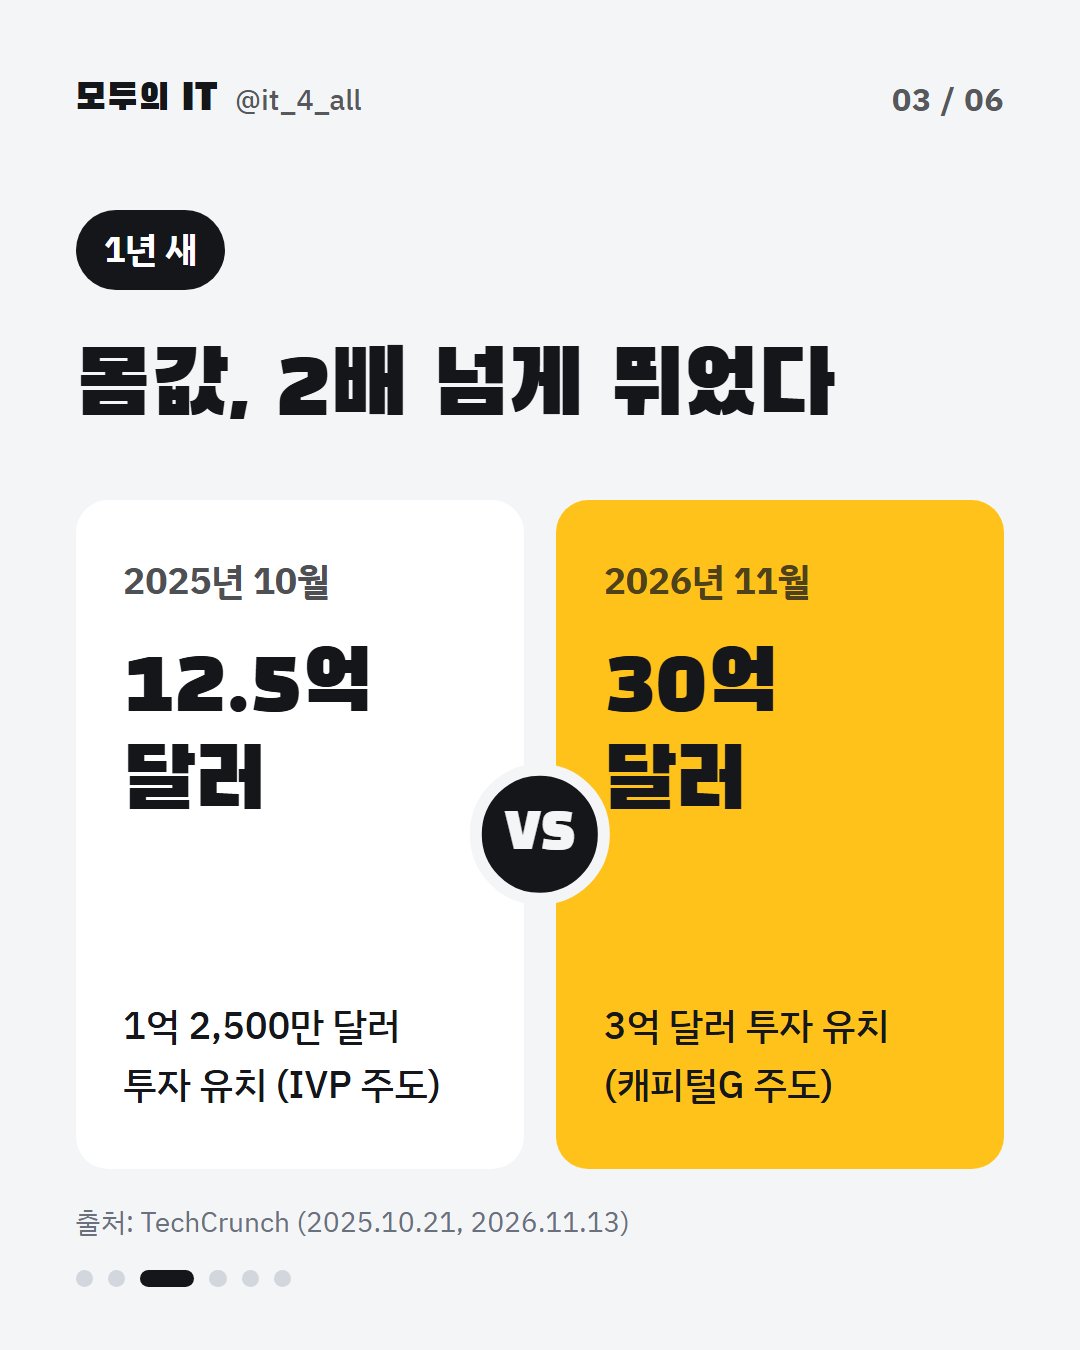 모두의 IT @it_4_all
03 / 06
1년 새
몸값, 2배 넘게 뛰었다
2025년 10월
12.5억
달러
1억 2,500만 달러
투자 유치 (IVP 주도)
VS
2026년 11월
30억
달러
3억 달러 투자 유치
(캐피털G 주도)
출처: TechCrunch (2025.10.21, 2026.11.13)